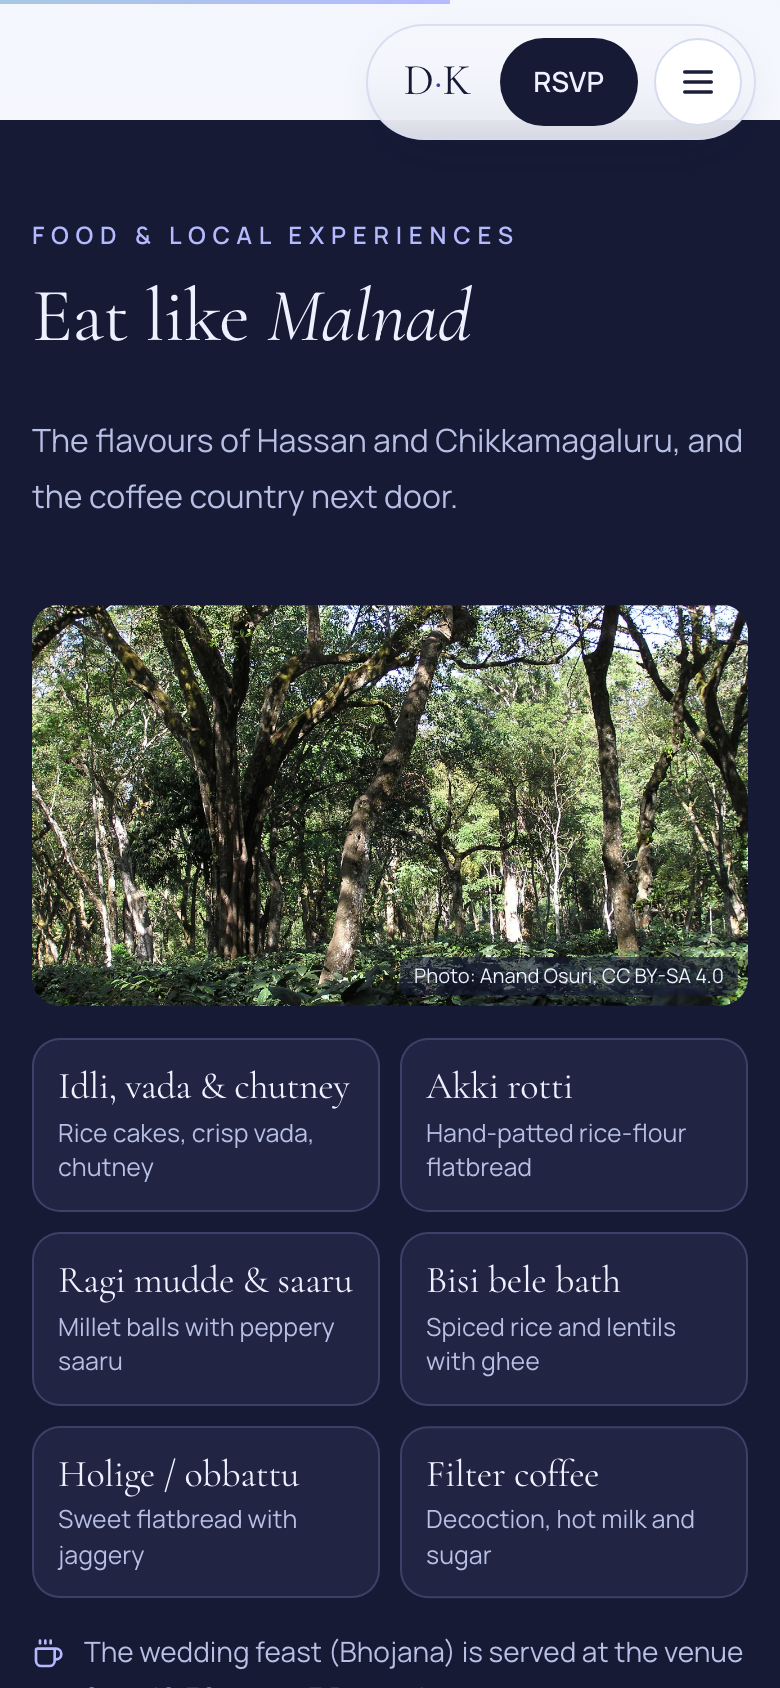 D·K
RSVP
FOOD & LOCAL EXPERIENCES
Eat like Malnad
The flavours of Hassan and Chikkamagaluru, and
the coffee country next door.
Photo: Anand Osuri, CC BY-SA 4.0
Idli, vada & chutney
Rice cakes, crisp vada,
chutney
Akki rotti
Hand-patted rice-flour
flatbread
Ragi mudde & saaru
Millet balls with peppery
saaru
Bisi bele bath
Spiced rice and lentils
with ghee
Holige / obbattu
Sweet flatbread with
jaggery
Filter coffee
Decoction, hot milk and
sugar
The wedding feast (Bhojana) is served at the venue